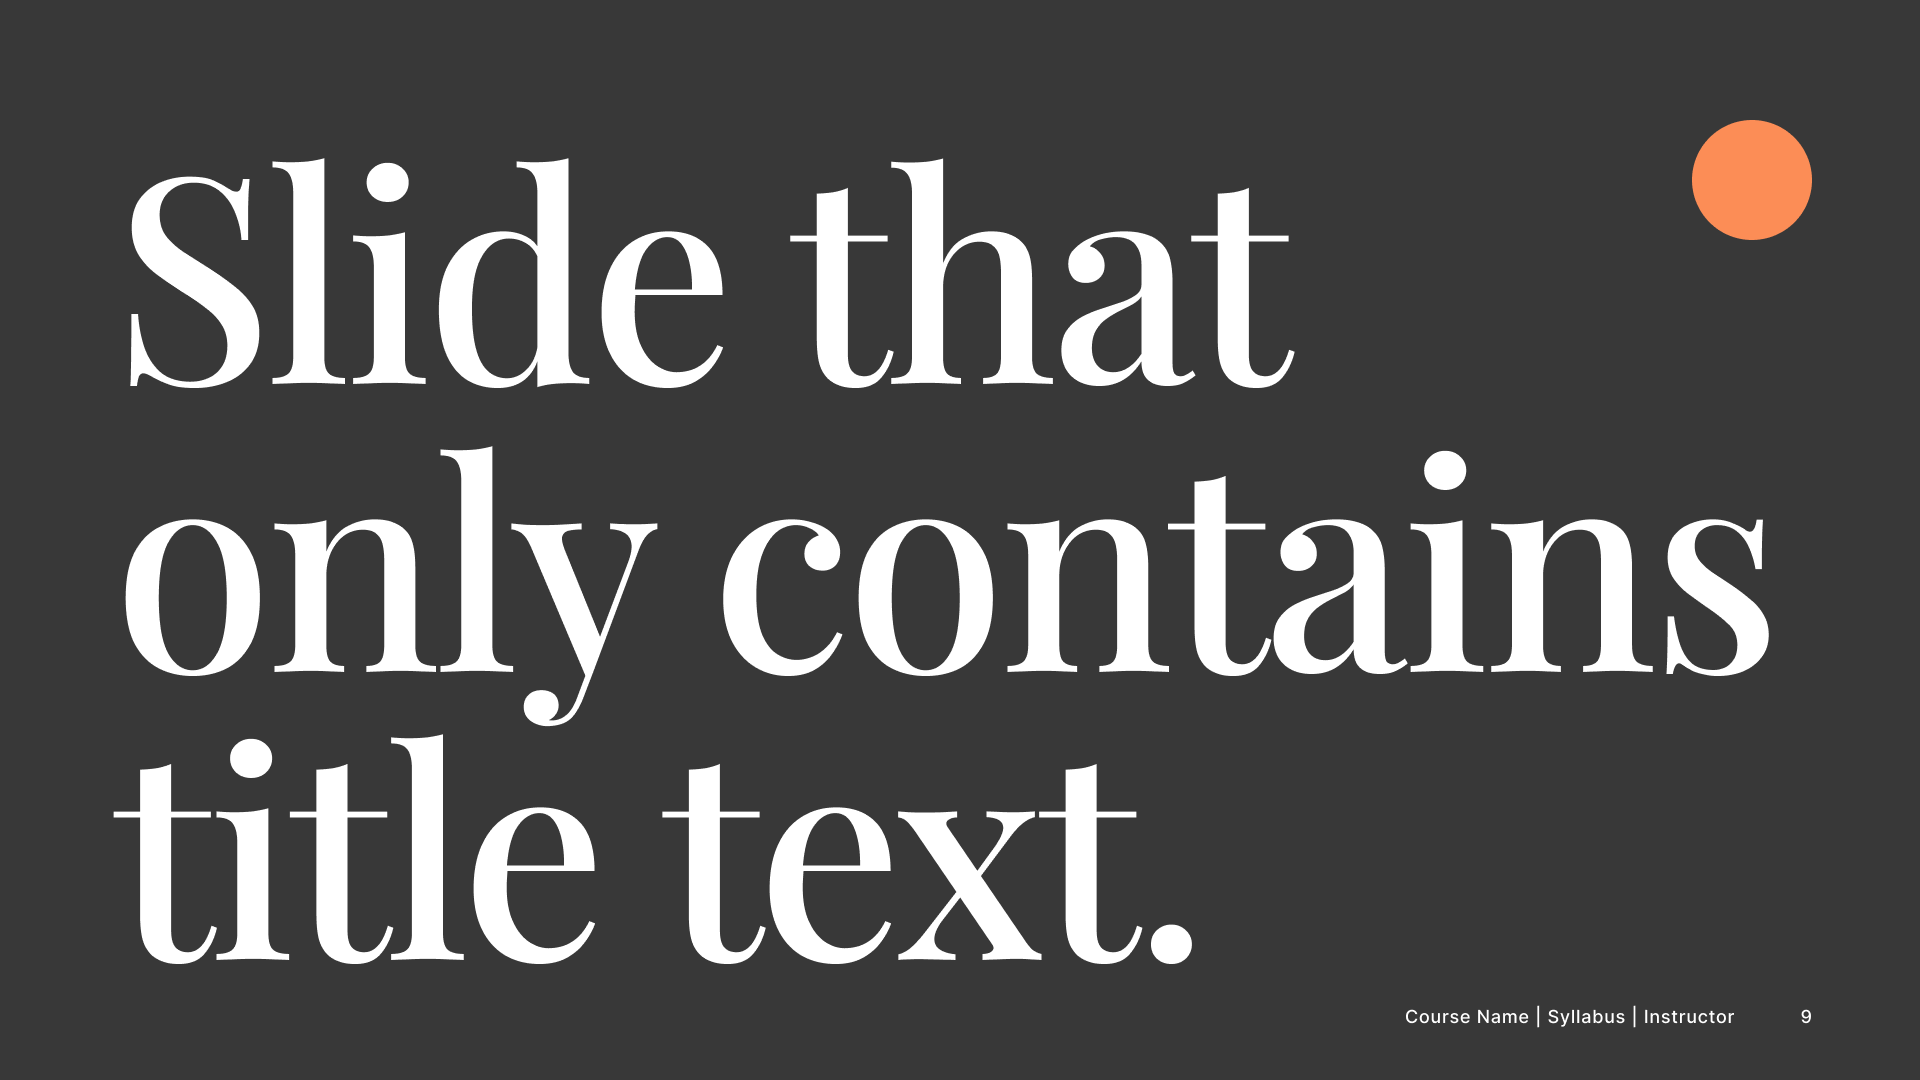 Slide that
only contains
title text.
Course Name | Syllabus | Instructor 9